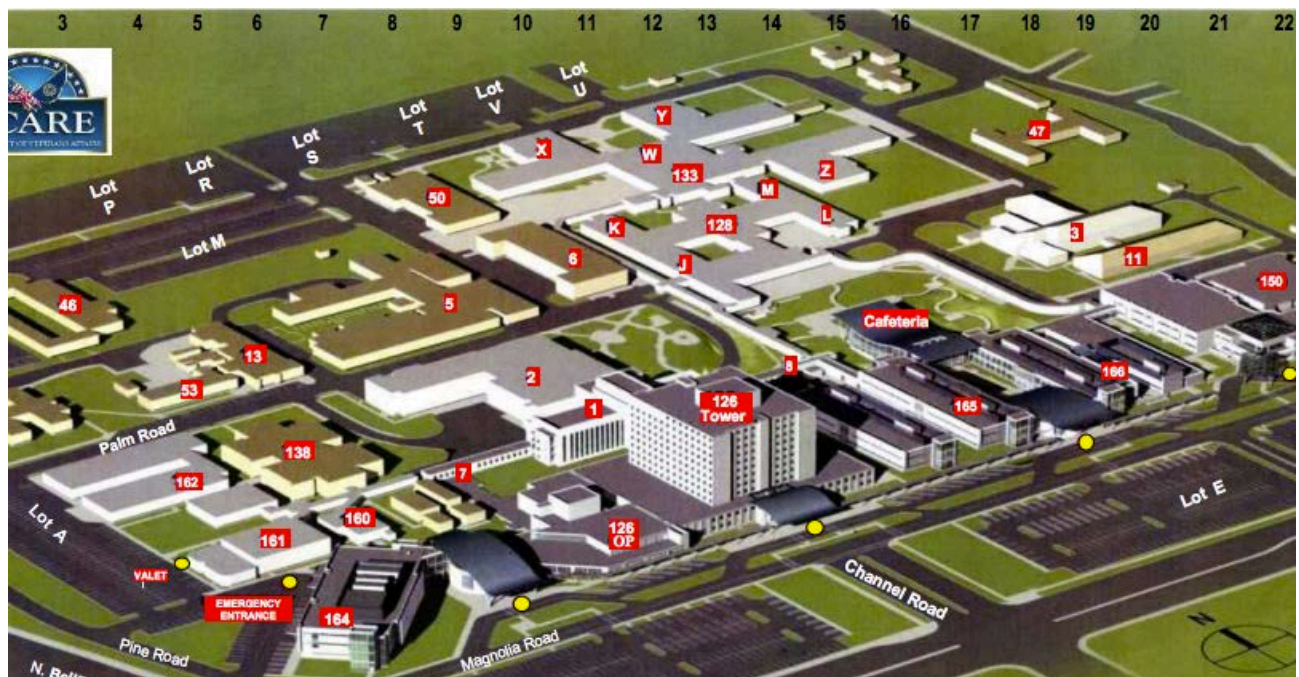 3 4 5 6 7 8 9 10 11 12 13 14 15 16 17 18 19 20 21 22
CARE
Lot
U
Lot
V
Lot
T
Lot
S
Lot
R
Lot
P
Lot M
Y
X
W
133
Z
47
50
M
K
128
L
3
6
J
11
46
5
150
Cafeteria
13
53
8
166
2
1
126
Tower
165
Palm Road
138
7
162
Lot E
Lot A
160
126
OP
161
VALET
EMERGENCY
ENTRANCE
164
Channel Road
Pine Road
Magnolia Road
N
N.